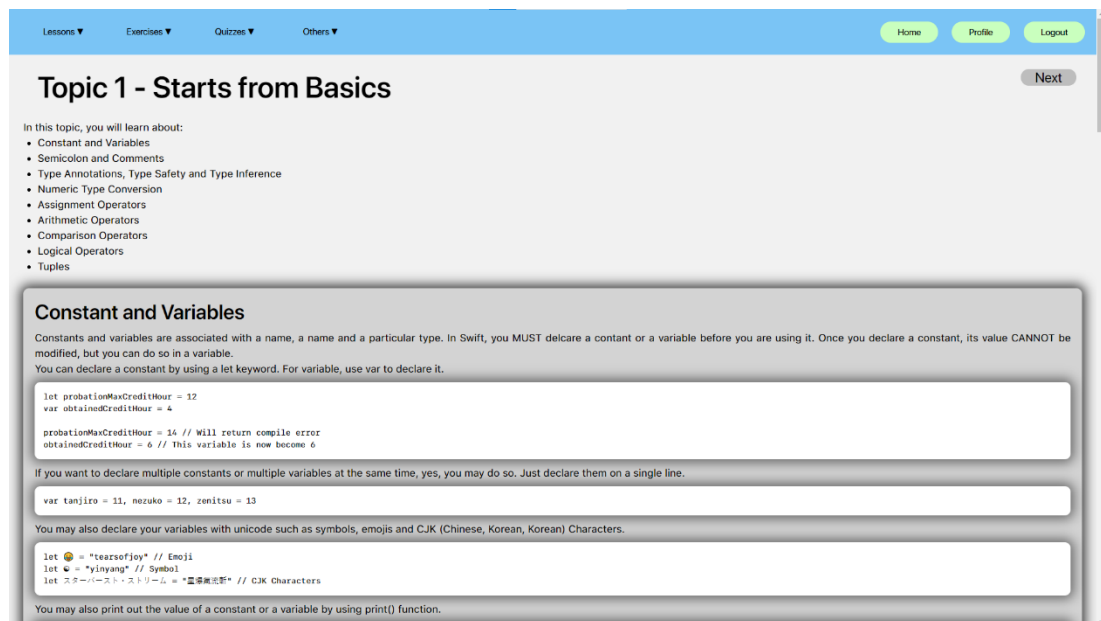 Lessons ▼ Exercises ▼ Quizzes ▼ Others ▼ Home Profile Logout
Topic 1 - Starts from Basics
Next
In this topic, you will learn about:
• Constant and Variables
• Semicolon and Comments
• Type Annotations, Type Safety and Type Inference
• Numeric Type Conversion
• Assignment Operators
• Arithmetic Operators
• Comparison Operators
• Logical Operators
• Tuples
Constant and Variables
Constants and variables are associated with a name, a name and a particular type. In Swift, you MUST delcare a contant or a variable before you are using it. Once you declare a constant, its value CANNOT be
modified, but you can do so in a variable.
You can declare a constant by using a let keyword. For variable, use var to declare it.
let probationMaxCreditHour = 12
var obtainedCreditHour = 4
probationMaxCreditHour = 14 // Will return compile error
obtainedCreditHour = 6 // This variable is now become 6
If you want to declare multiple constants or multiple variables at the same time, yes, you may do so. Just declare them on a single line.
var tanjiro = 11, nezuko = 12, zenitsu = 13
You may also declare your variables with unicode such as symbols, emojis and CJK (Chinese, Korean, Korean) Characters.
let 😂 = "tearsofjoy" // Emoji
let ☯ = "yinyang" // Symbol
let スターバースト・ストリーム = "" // CJK Characters
You may also print out the value of a constant or a variable by using print() function.